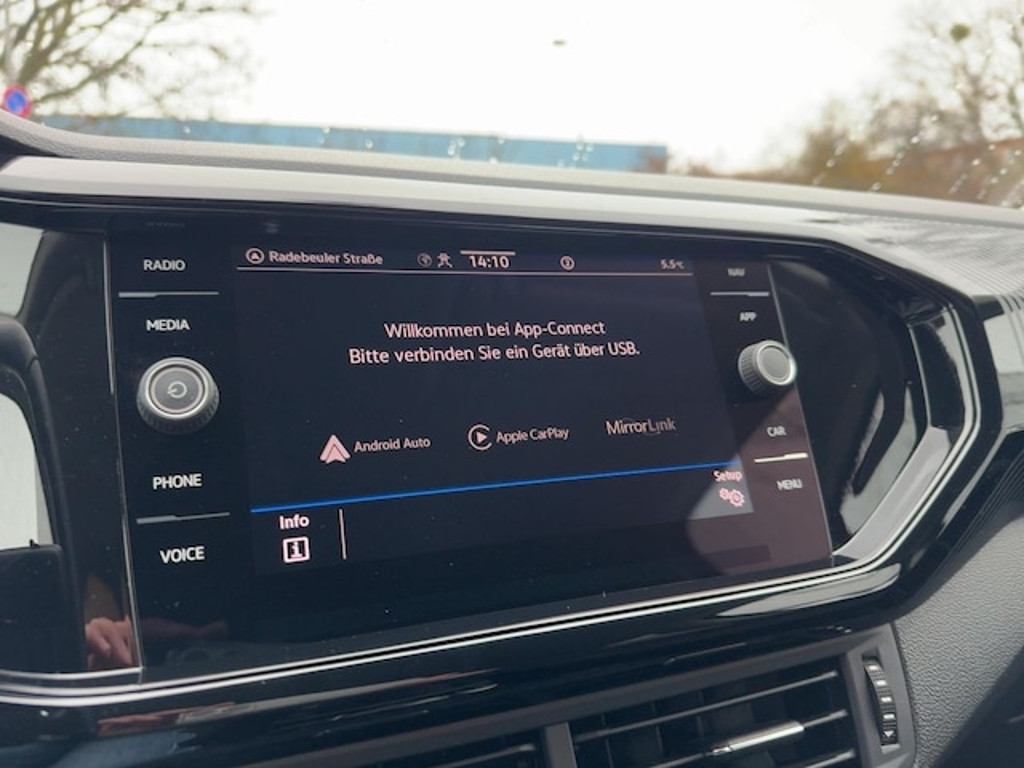 RADIO
MEDIA
PHONE
VOICE
Radebeuler Straße
14:10
5.5°C
Willkommen bei App-Connect
Bitte verbinden Sie ein Gerät über USB.
Android Auto
Apple CarPlay
MirrorLink
Setup
Info
NAV
APP
CAR
MENU